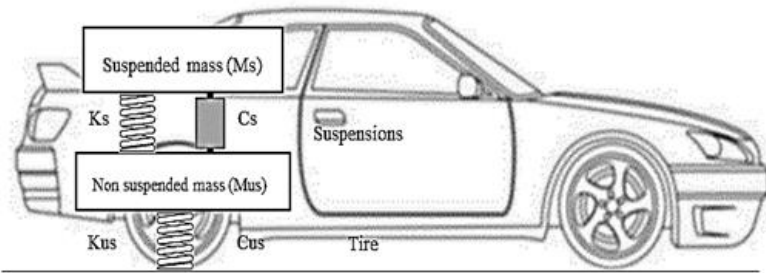 Suspended mass (Ms)
Ks
Cs
Suspensions
Non suspended mass (Mus)
Kus
Cus
Tire